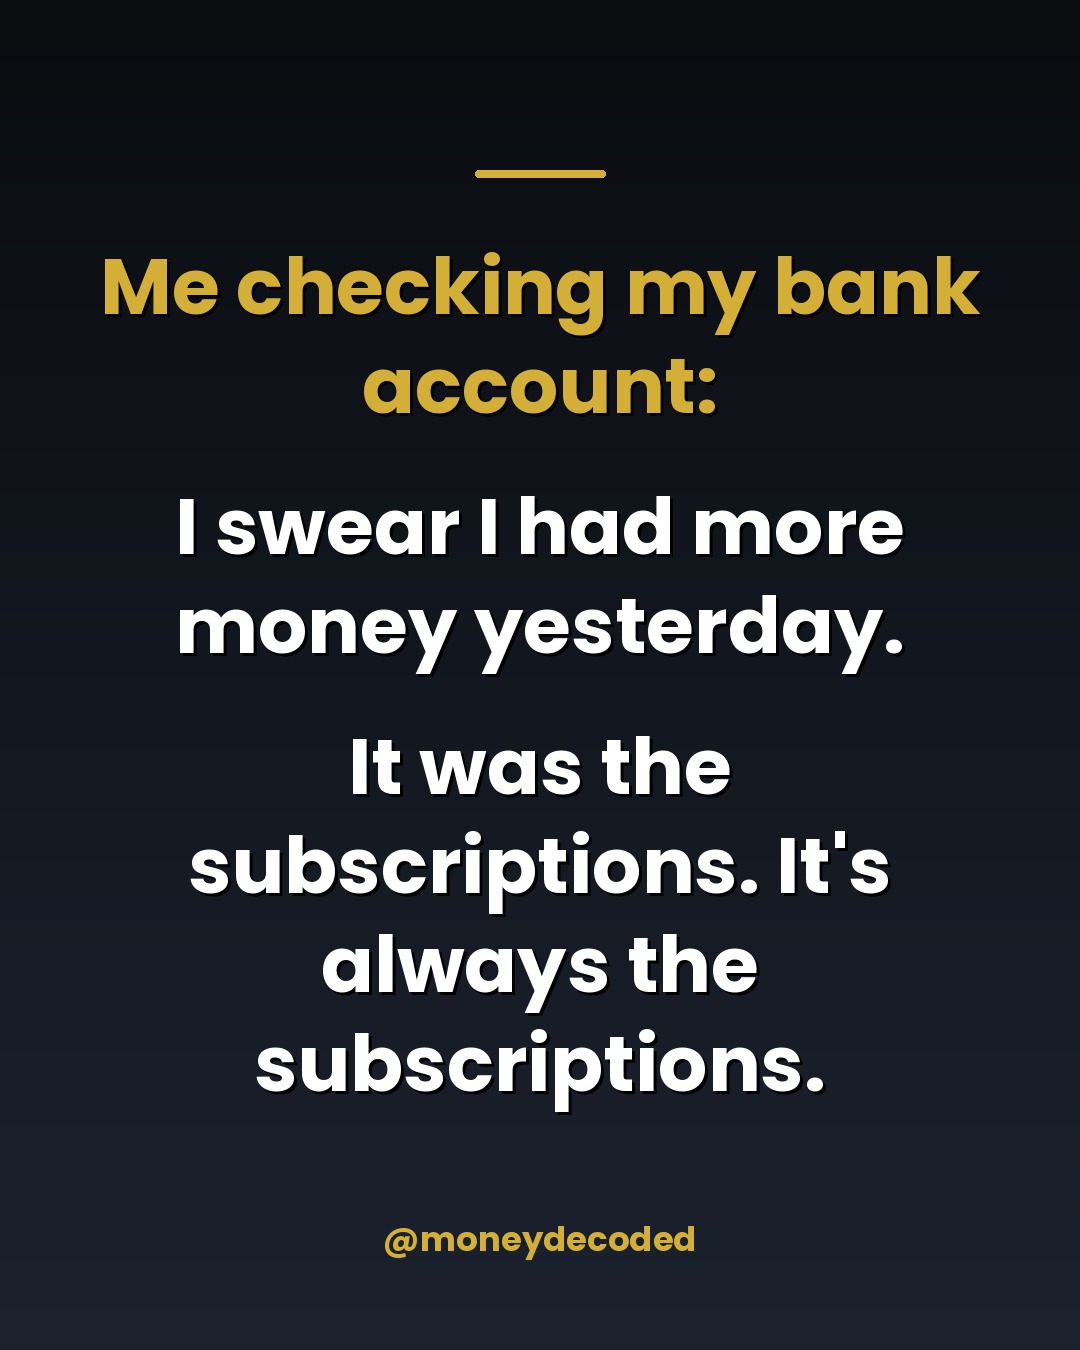 Me checking my bank
account:
I swear I had more
money yesterday.
It was the
subscriptions. It's
always the
subscriptions.
@moneydecoded